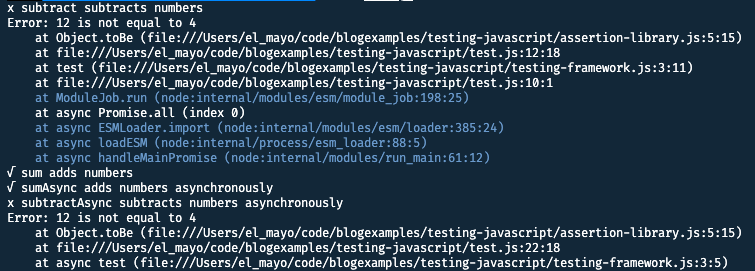 x subtract subtracts numbers
Error: 12 is not equal to 4
at Object.toBe (file:///Users/el_mayo/code/blogexamples/testing-javascript/assertion-library.js:5:15)
at file:///Users/el_mayo/code/blogexamples/testing-javascript/test.js:12:18
at test (file:///Users/el_mayo/code/blogexamples/testing-javascript/testing-framework.js:3:11)
at file:///Users/el_mayo/code/blogexamples/testing-javascript/test.js:10:1
at ModuleJob.run (node:internal/modules/esm/module_job:198:25)
at async Promise.all (index 0)
at async ESMLoader.import (node:internal/modules/esm/loader:385:24)
at async loadESM (node:internal/process/esm_loader:88:5)
at async handleMainPromise (node:internal/modules/run_main:61:12)
√ sum adds numbers
√ sumAsync adds numbers asynchronously
x subtractAsync subtracts numbers asynchronously
Error: 12 is not equal to 4
at Object.toBe (file:///Users/el_mayo/code/blogexamples/testing-javascript/assertion-library.js:5:15)
at file:///Users/el_mayo/code/blogexamples/testing-javascript/test.js:22:18
at async test (file:///Users/el_mayo/code/blogexamples/testing-javascript/testing-framework.js:3:5)